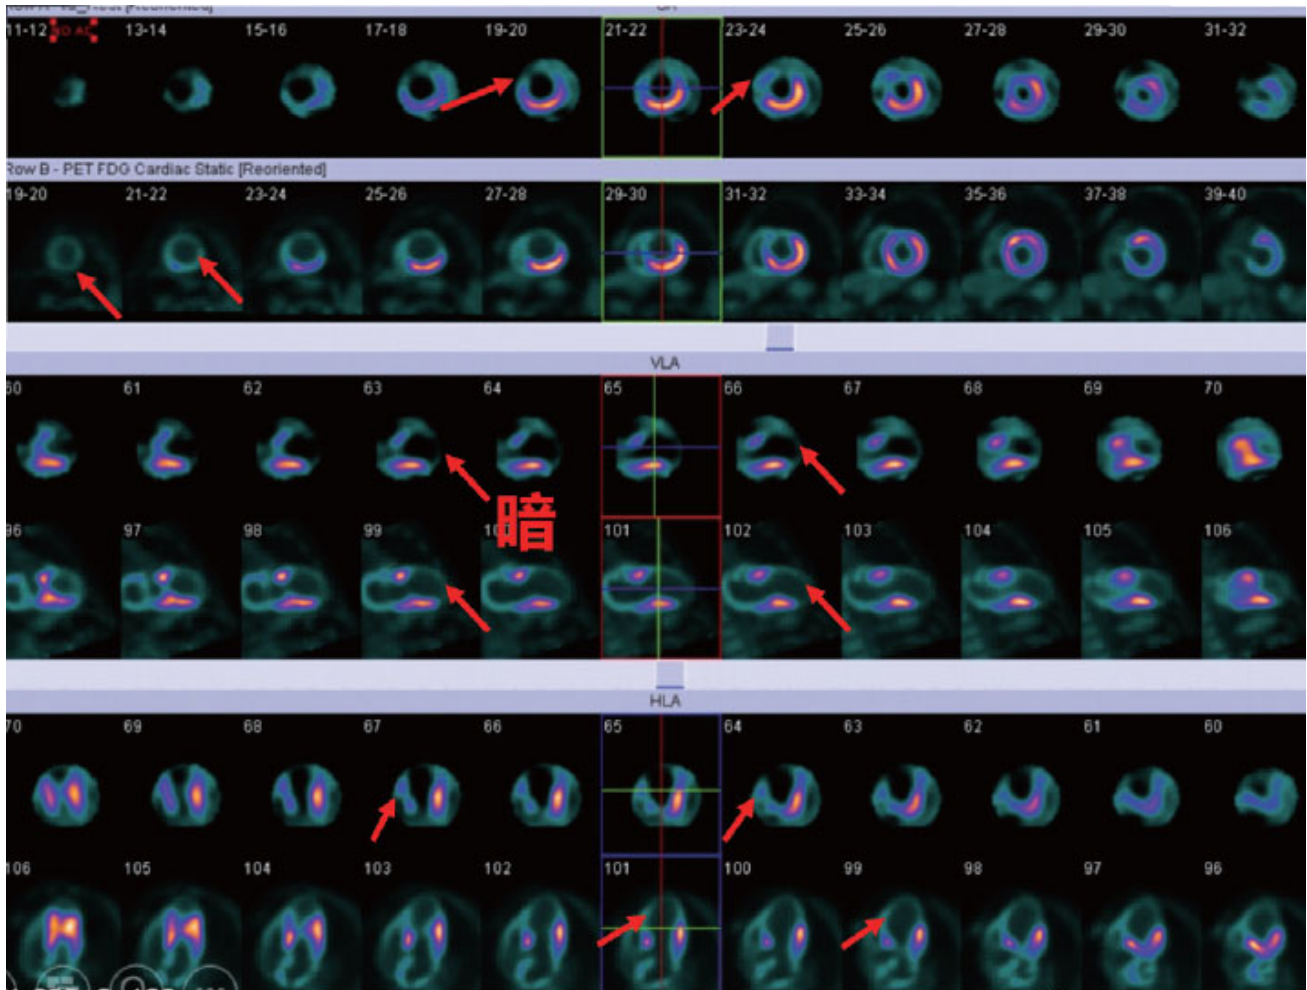 11-12 NO AC 13-14 15-16 17-18 19-20 21-22 23-24 25-26 27-28 29-30 31-32
Row B - PET FDG Cardiac Static [Reoriented]
19-20 21-22 23-24 25-26 27-28 29-30 31-32 33-34 35-36 37-38 39-40
VLA
60 61 62 63 64 65 66 67 68 69 70
暗
96 97 98 99 101 102 103 104 105 106
HLA
70 69 68 67 66 65 64 63 62 61 60
106 105 104 103 102 101 100 99 98 97 96